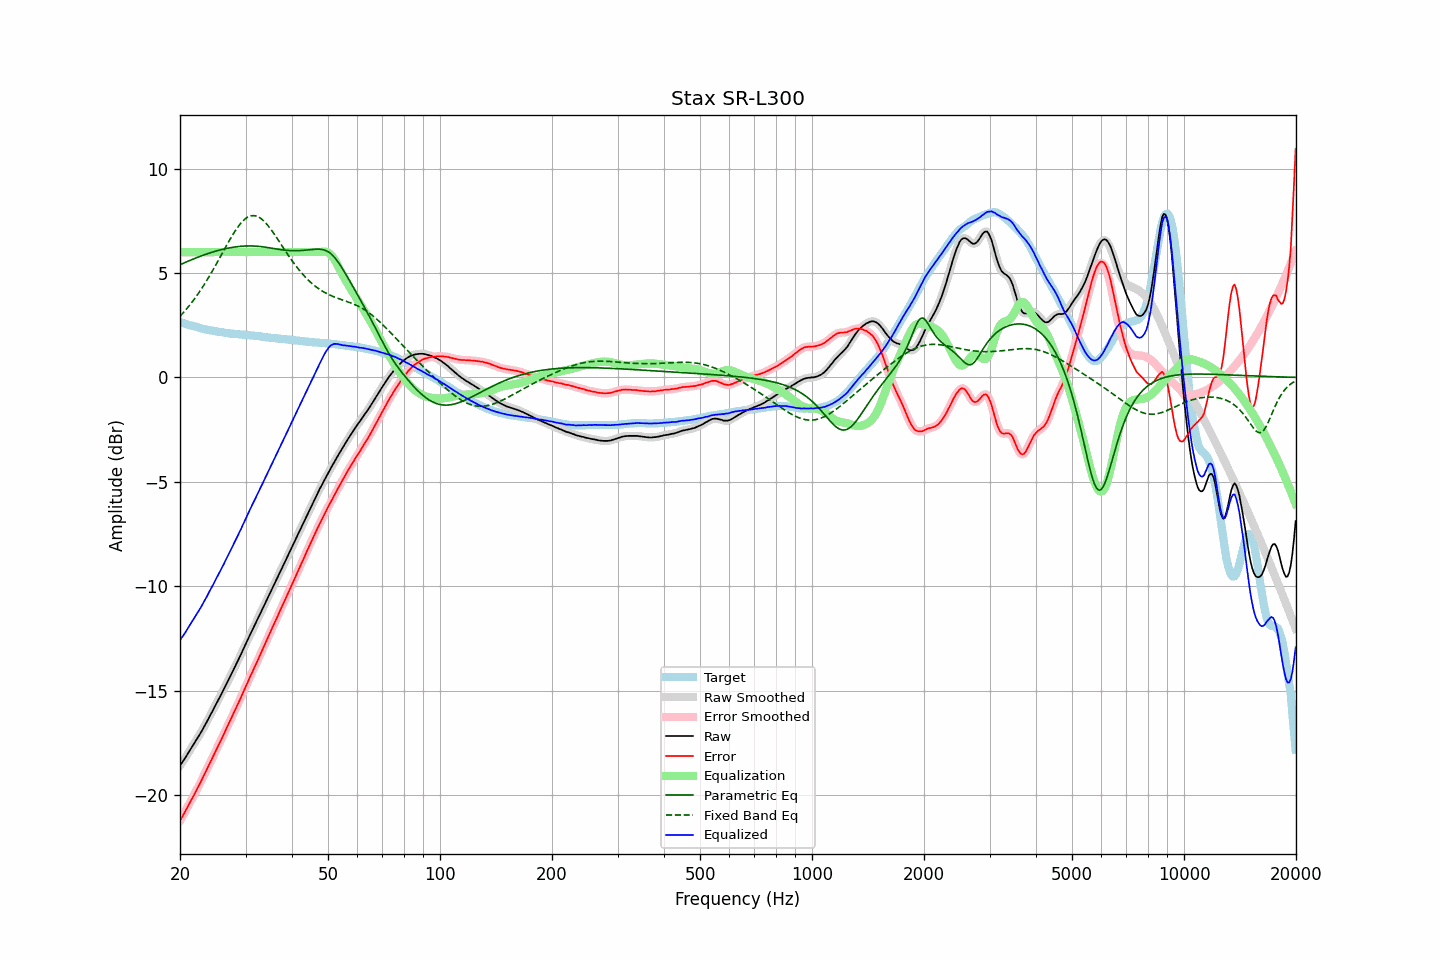 Stax SR-L300
Amplitude (dBr)
10
5
0
−5
−10
−15
−20
Target
Raw Smoothed
Error Smoothed
Raw
Error
Equalization
Parametric Eq
Fixed Band Eq
Equalized
20 50 100 200 500 1000 2000 5000 10000 20000
Frequency (Hz)